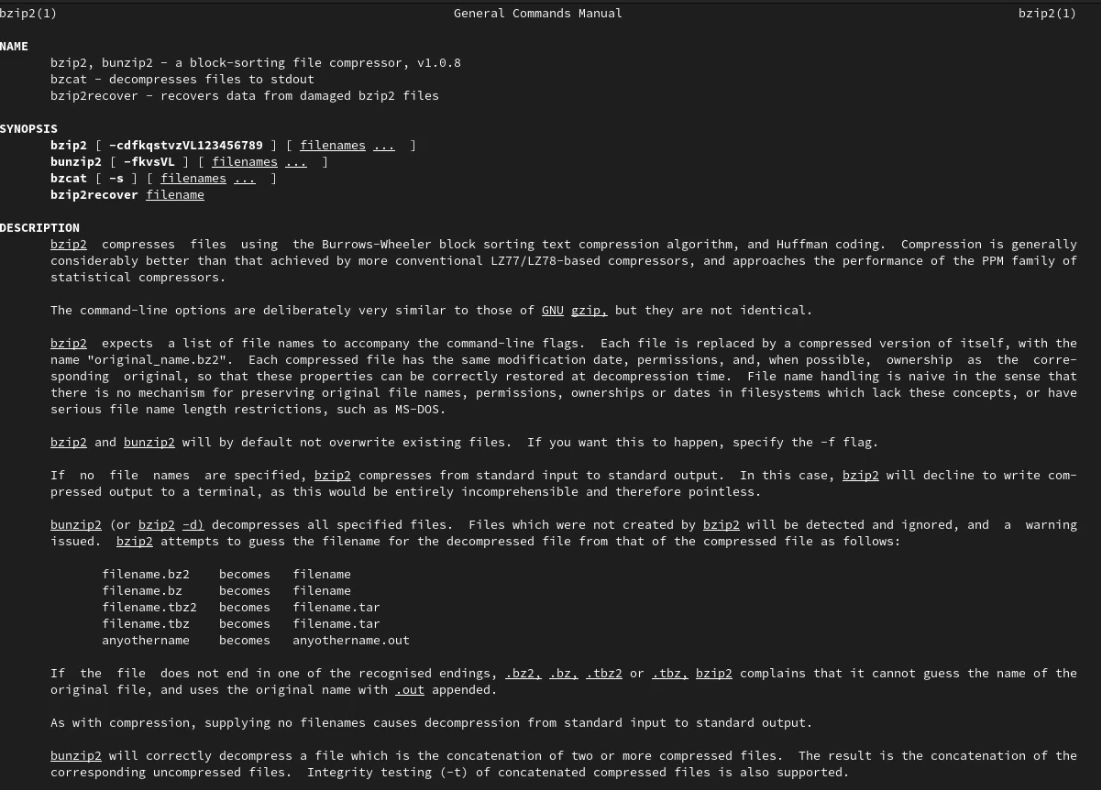 bzip2(1) General Commands Manual bzip2(1)
NAME
bzip2, bunzip2 - a block-sorting file compressor, v1.0.8
bzcat - decompresses files to stdout
bzip2recover - recovers data from damaged bzip2 files
SYNOPSIS
bzip2 [ -cdfkqstvzVL123456789 ] [ filenames ... ]
bunzip2 [ -fkvsVL ] [ filenames ... ]
bzcat [ -s ] [ filenames ... ]
bzip2recover filename
DESCRIPTION
bzip2 compresses files using the Burrows-Wheeler block sorting text compression algorithm, and Huffman coding. Compression is generally
considerably better than that achieved by more conventional LZ77/LZ78-based compressors, and approaches the performance of the PPM family of
statistical compressors.
The command-line options are deliberately very similar to those of GNU gzip, but they are not identical.
bzip2 expects a list of file names to accompany the command-line flags. Each file is replaced by a compressed version of itself, with the
name "original_name.bz2". Each compressed file has the same modification date, permissions, and, when possible, ownership as the corre-
sponding original, so that these properties can be correctly restored at decompression time. File name handling is naive in the sense that
there is no mechanism for preserving original file names, permissions, ownerships or dates in filesystems which lack these concepts, or have
serious file name length restrictions, such as MS-DOS.
bzip2 and bunzip2 will by default not overwrite existing files. If you want this to happen, specify the -f flag.
If no file names are specified, bzip2 compresses from standard input to standard output. In this case, bzip2 will decline to write com-
pressed output to a terminal, as this would be entirely incomprehensible and therefore pointless.
bunzip2 (or bzip2 -d) decompresses all specified files. Files which were not created by bzip2 will be detected and ignored, and a warning
issued. bzip2 attempts to guess the filename for the decompressed file from that of the compressed file as follows:
filename.bz2 becomes filename
filename.bz becomes filename
filename.tbz2 becomes filename.tar
filename.tbz becomes filename.tar
anyothername becomes anyothername.out
If the file does not end in one of the recognised endings, .bz2, .bz, .tbz2 or .tbz, bzip2 complains that it cannot guess the name of the
original file, and uses the original name with .out appended.
As with compression, supplying no filenames causes decompression from standard input to standard output.
bunzip2 will correctly decompress a file which is the concatenation of two or more compressed files. The result is the concatenation of the
corresponding uncompressed files. Integrity testing (-t) of concatenated compressed files is also supported.